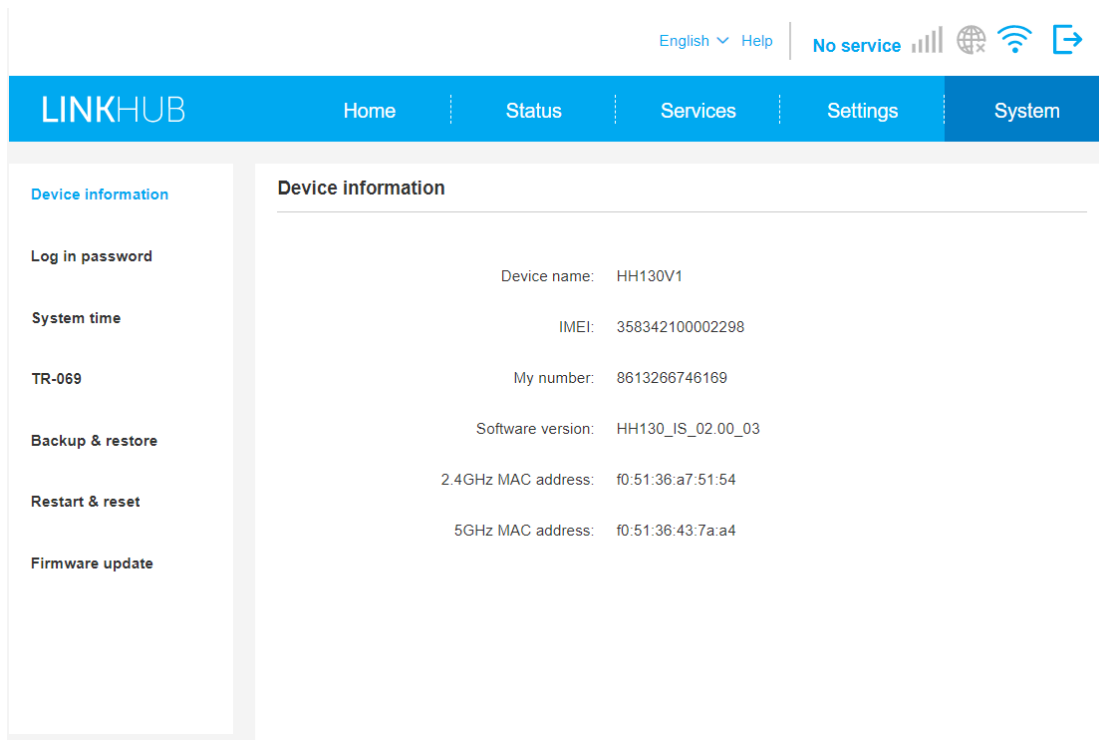 English Help No service
LINKHUB Home Status Services Settings System
Device information
Log in password
System time
TR-069
Backup & restore
Restart & reset
Firmware update
Device information
Device name: HH130V1
IMEI: 358342100002298
My number: 8613266746169
Software version: HH130_IS_02.00_03
2.4GHz MAC address: f0:51:36:a7:51:54
5GHz MAC address: f0:51:36:43:7a:a4